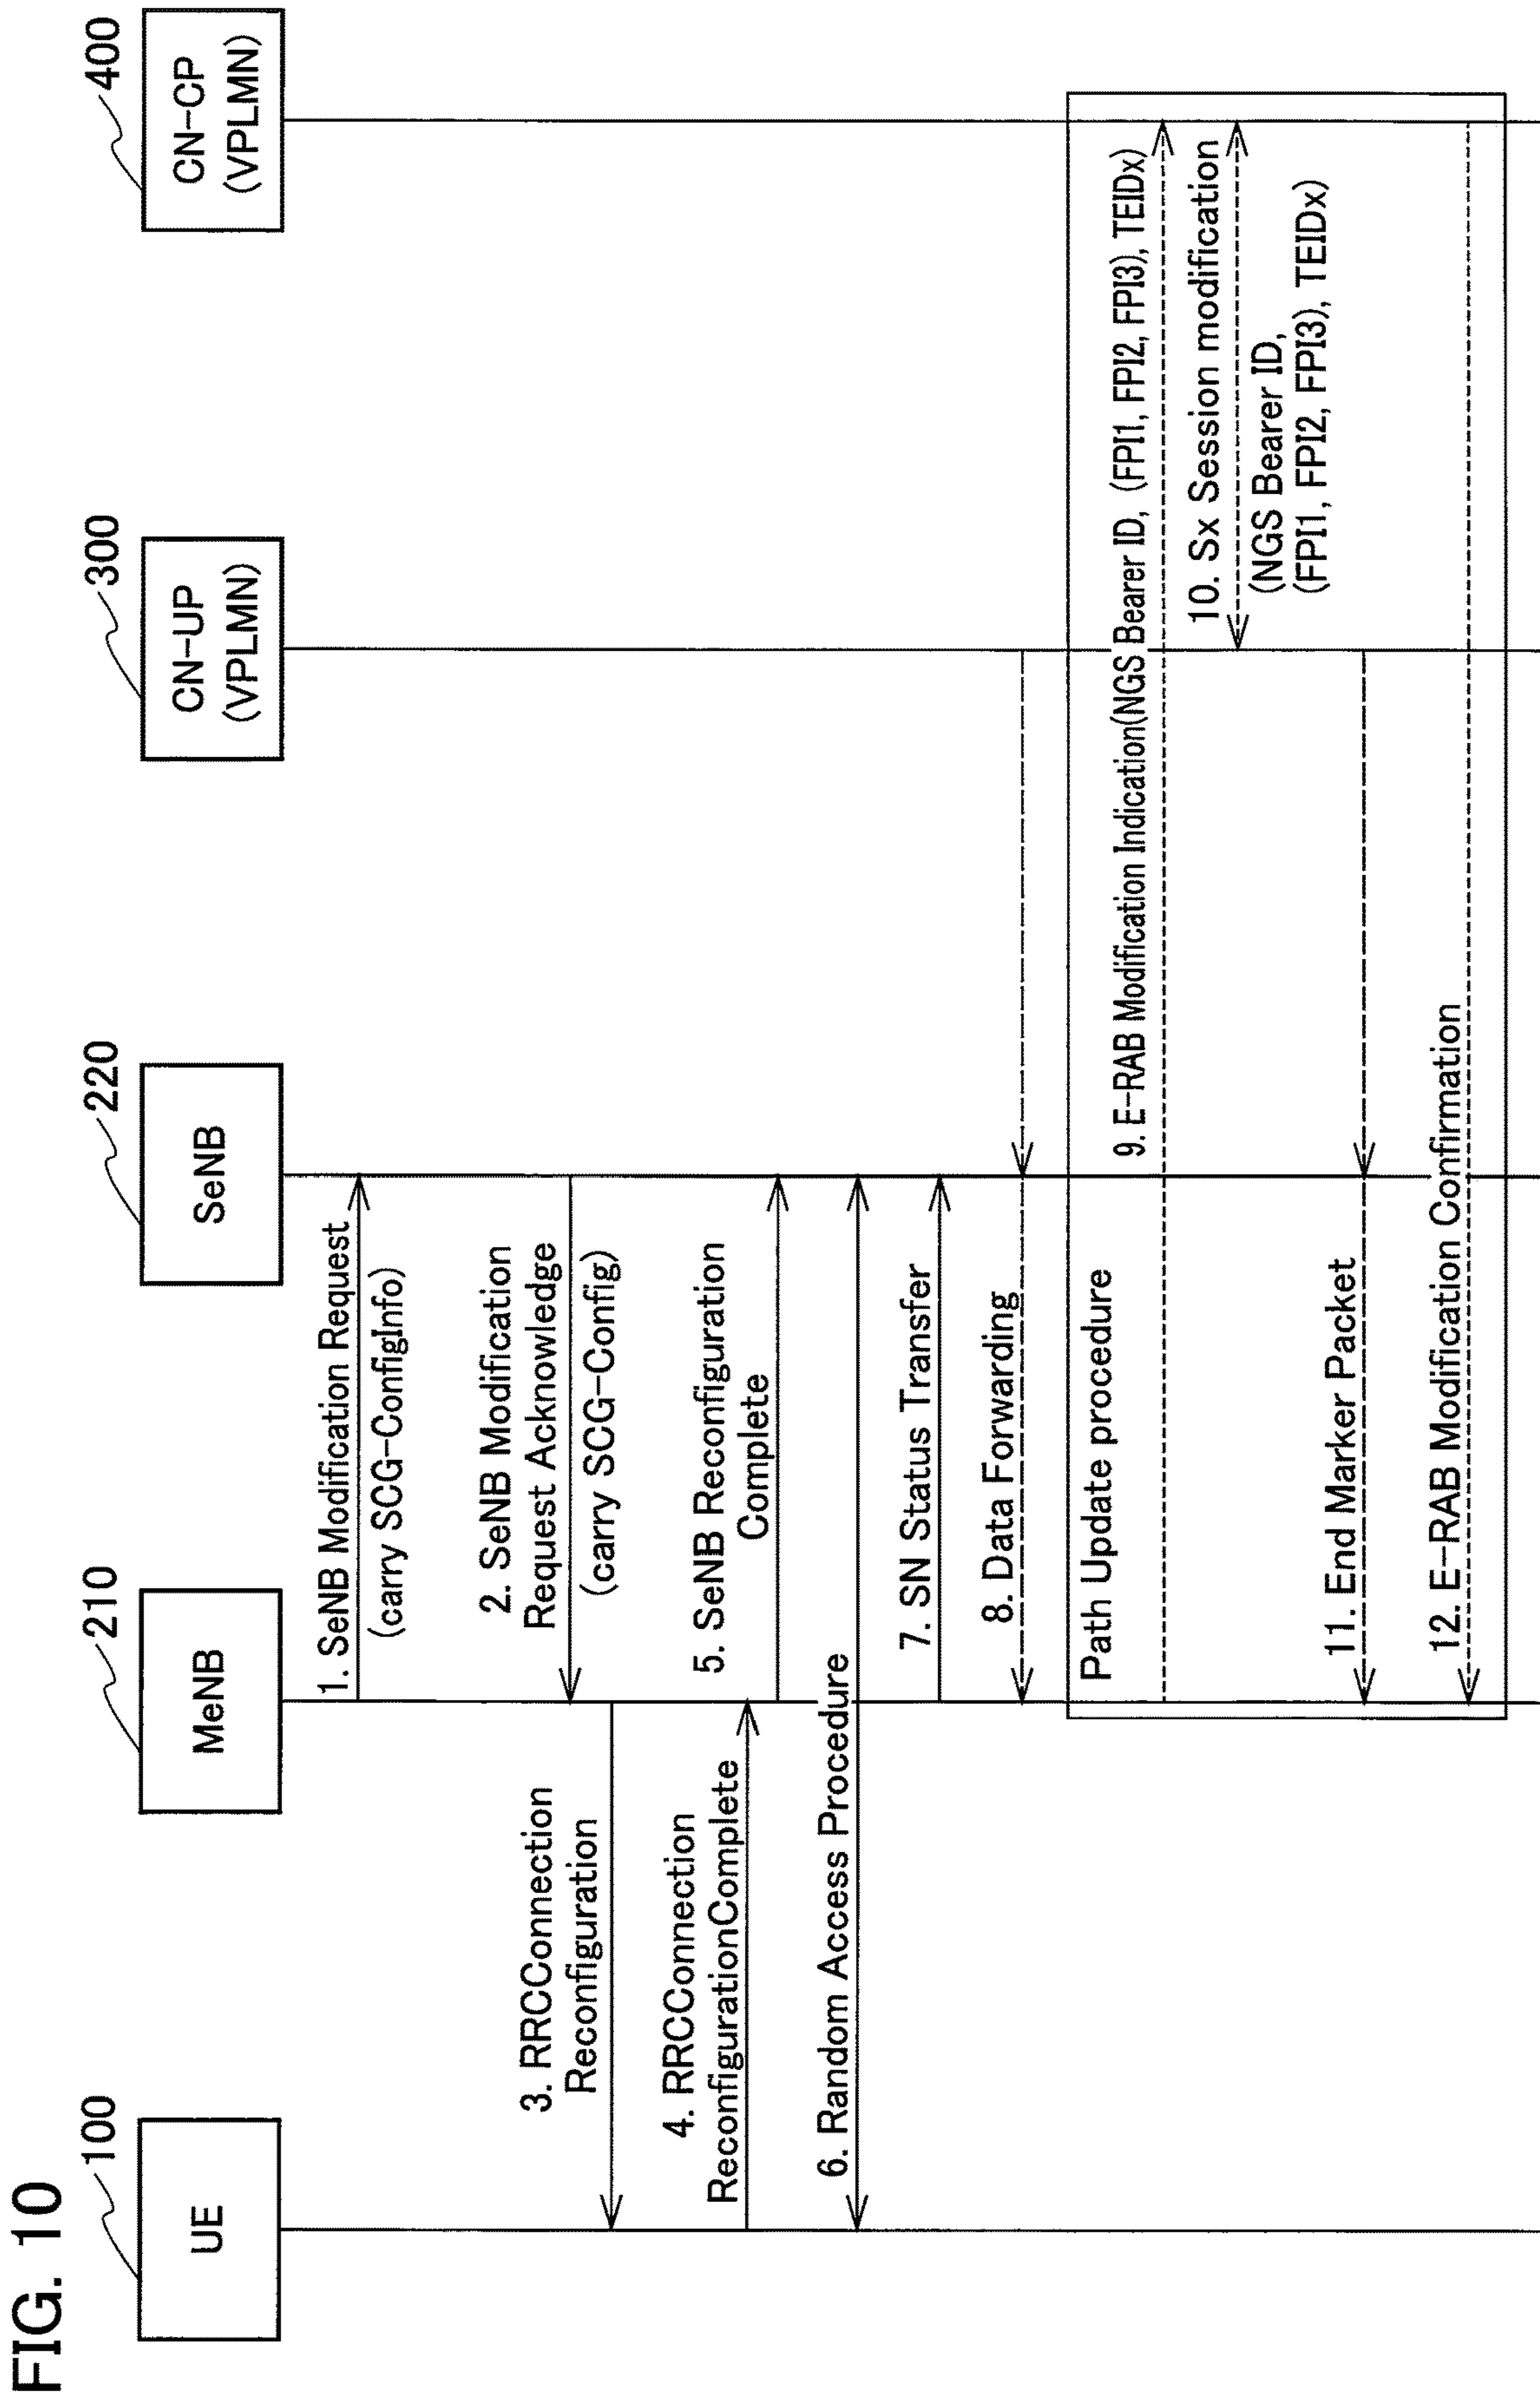 FIG. 10
100
UE
210
MeNB
220
SeNB
300
CN-UP
(VPLMN)
400
CN-CP
(VPLMN)
1. SeNB Modification Request
(carry SCG-ConfigInfo)
2. SeNB Modification
Request Acknowledge
(carry SCG-Config)
3. RRCConnection
Reconfiguration
4. RRCConnection
ReconfigurationComplete
5. SeNB Reconfiguration
Complete
6. Random Access Procedure
7. SN Status Transfer
8. Data Forwarding
Path Update procedure
9. E-RAB Modification Indication(NGS Bearer ID, (FPI1, FPI2, FPI3), TEIDx)
10. Sx Session modification
(NGS Bearer ID,
(FPI1, FPI2, FPI3), TEIDx)
11. End Marker Packet
12. E-RAB Modification Confirmation